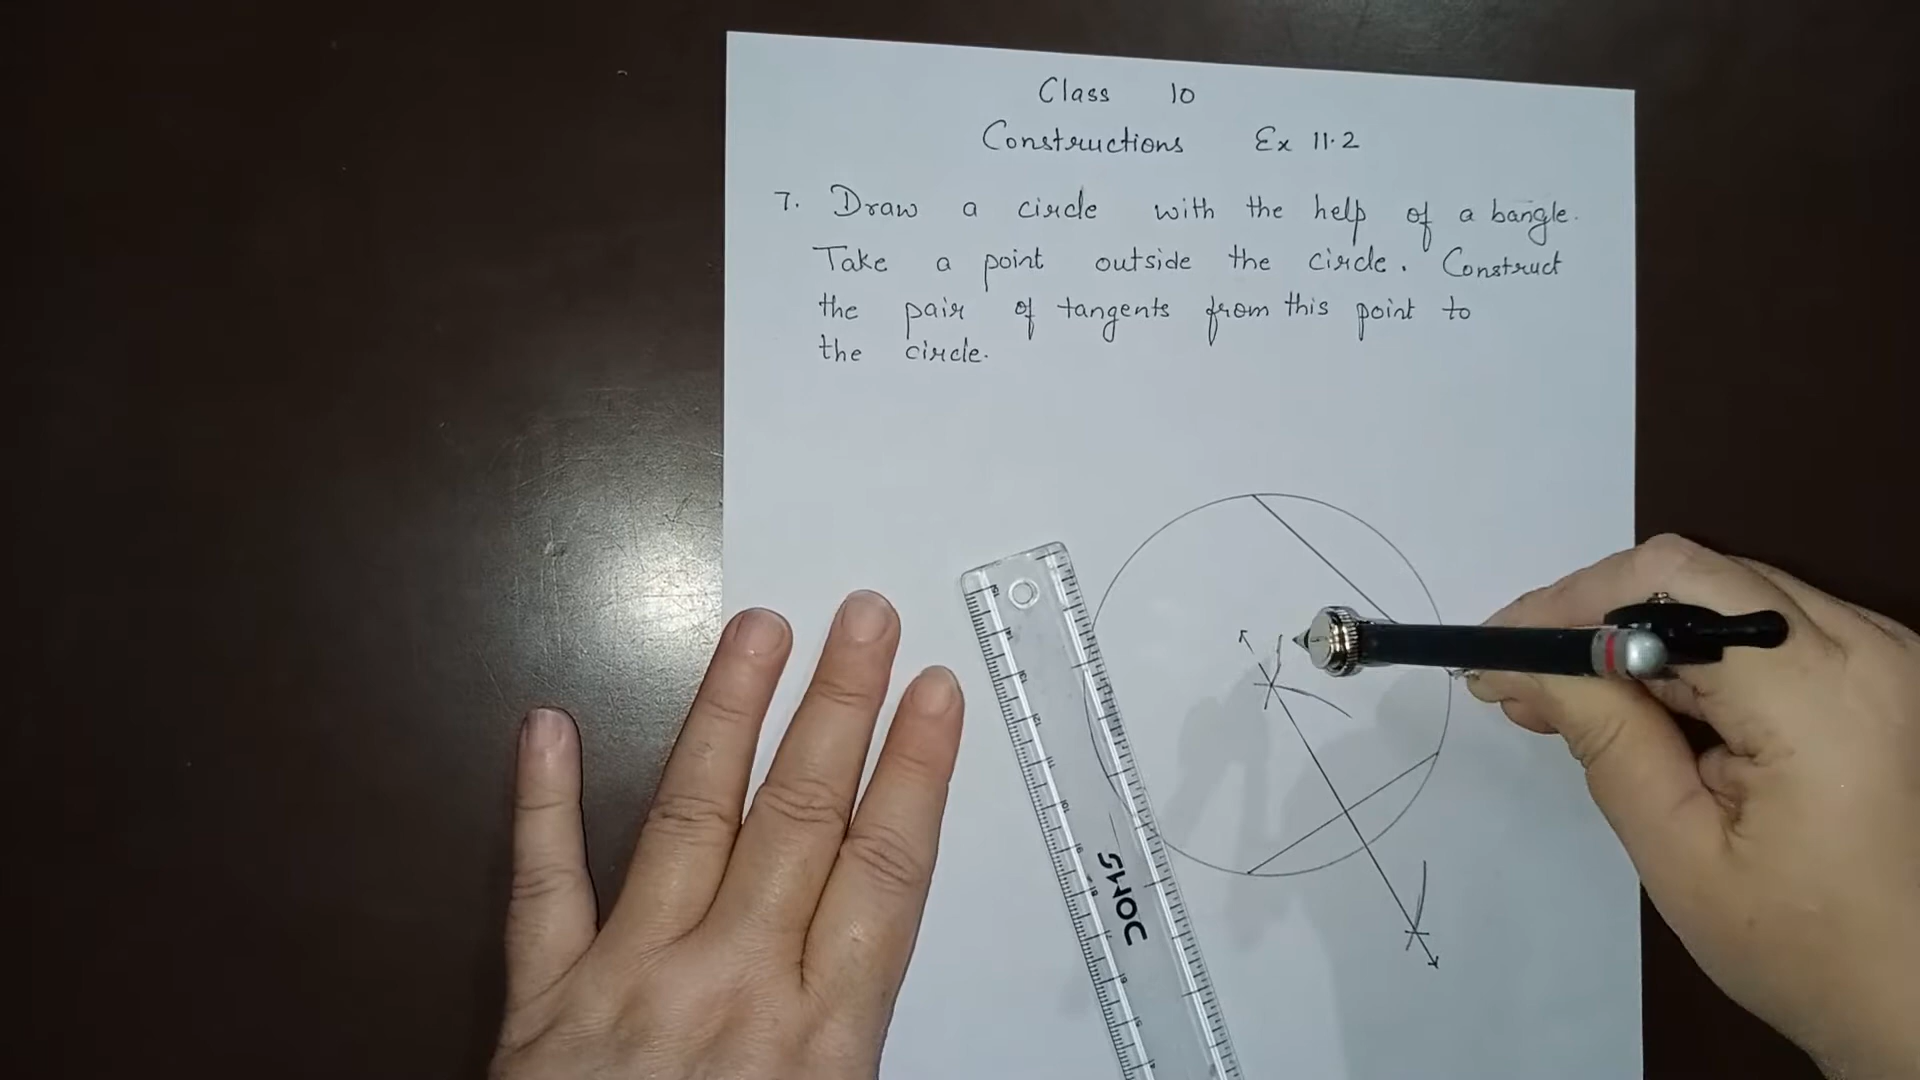 Class 10
Constructions Ex 11.2
7. Draw a circle with the help of a bangle.
Take a point outside the circle. Construct
the pair of tangents from this point to
the circle.
DOMS